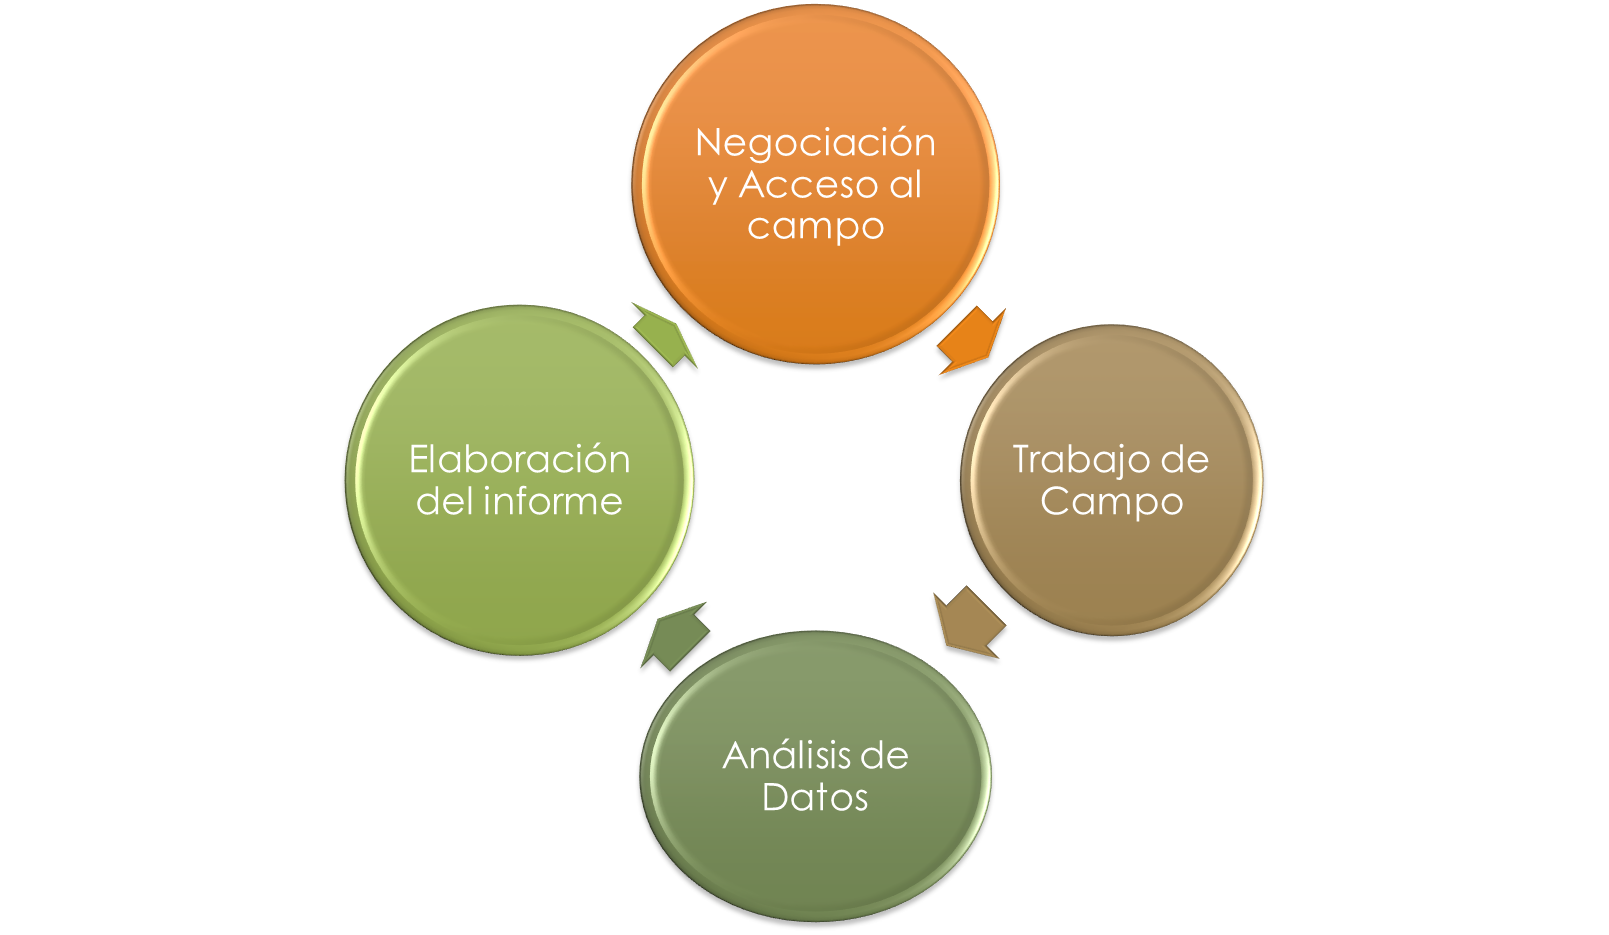 Negociación
y Acceso al
campo
Trabajo de
Campo
Análisis de
Datos
Elaboración
del informe